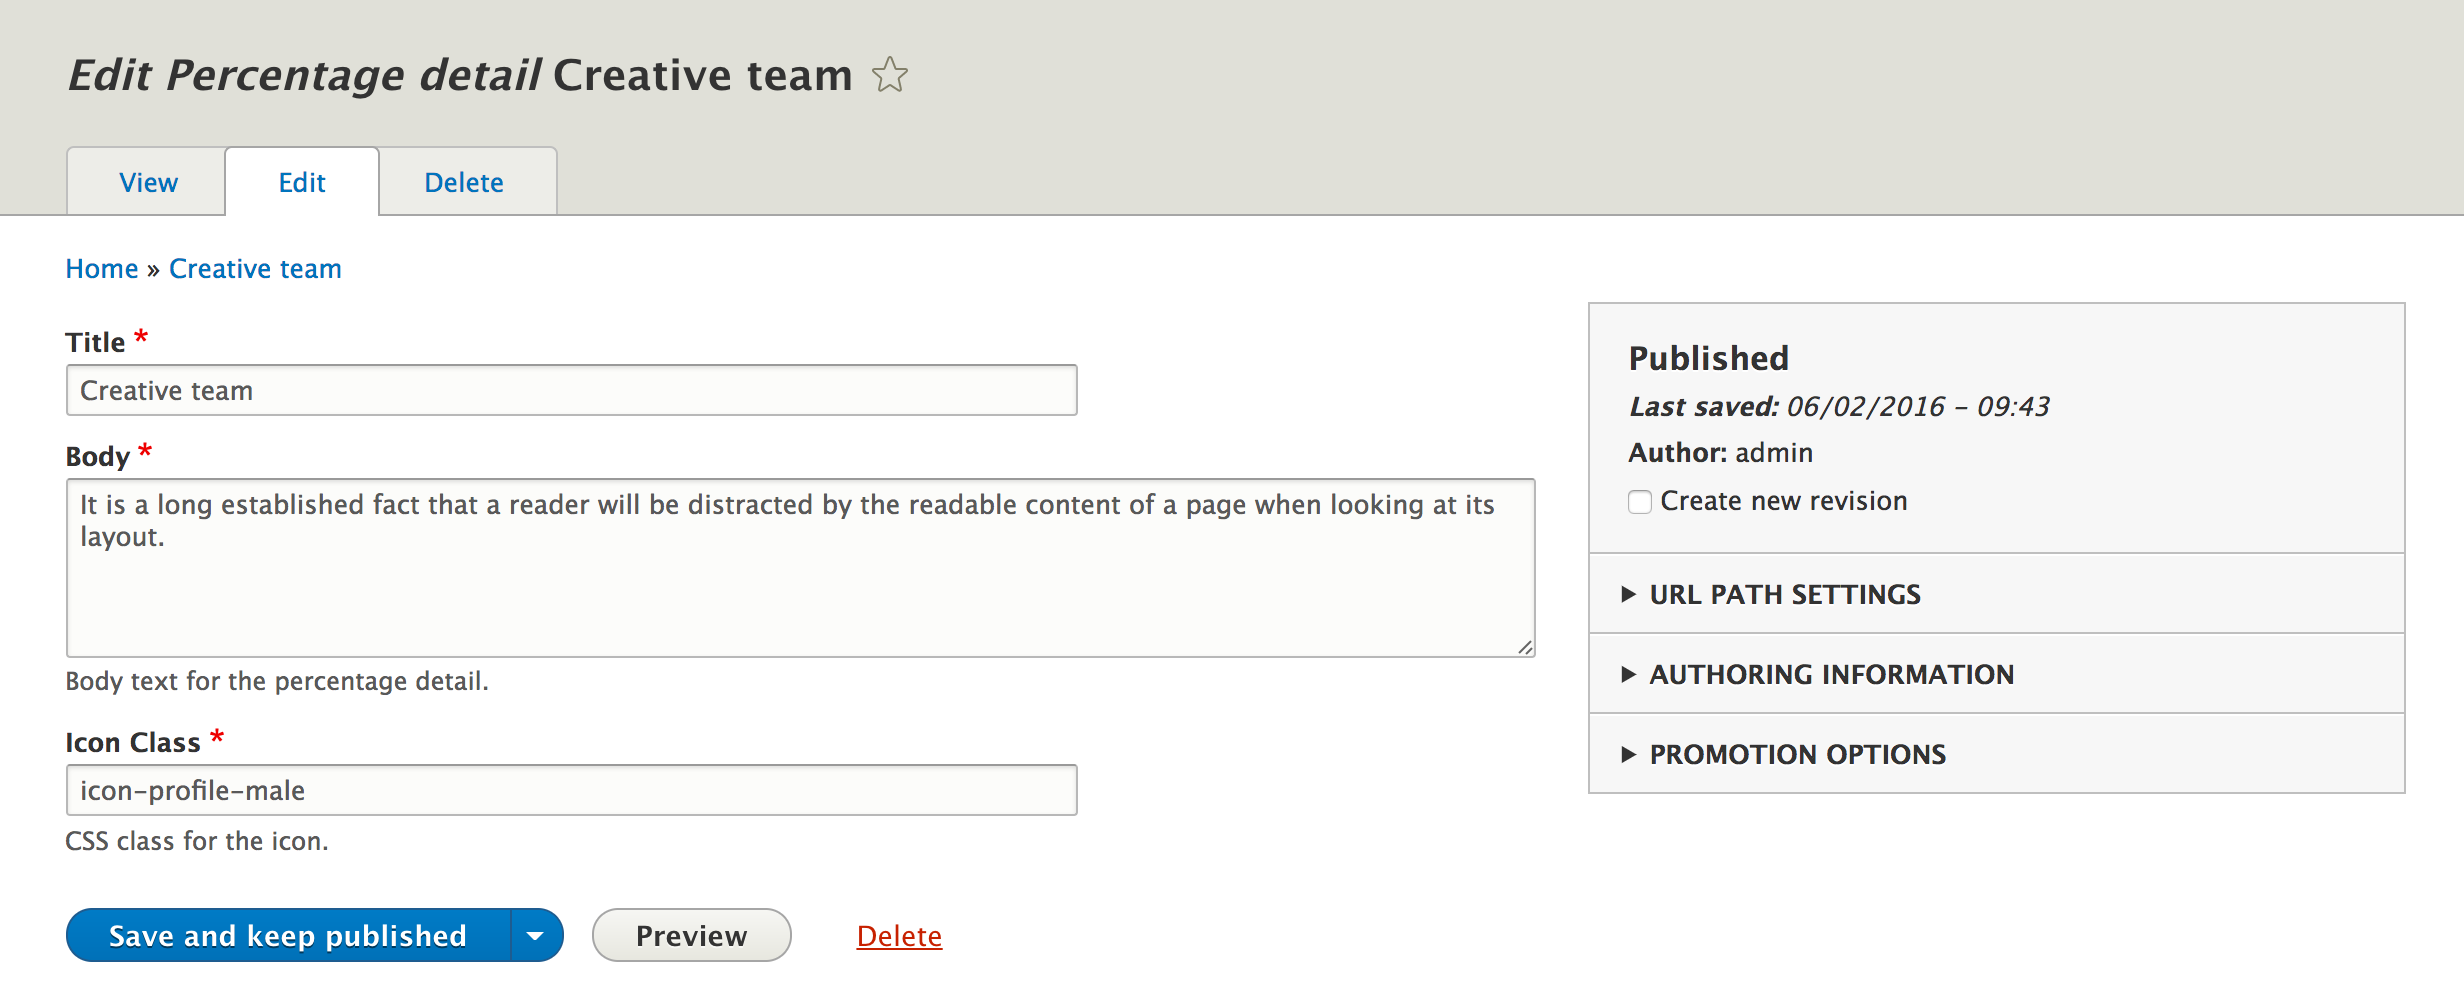 Edit Percentage detail Creative team
View
Edit
Delete
Home » Creative team
Title *
Creative team
Body *
It is a long established fact that a reader will be distracted by the readable content of a page when looking at its
layout.
Body text for the percentage detail.
Icon Class *
icon-profile-male
CSS class for the icon.
Save and keep published
Preview
Delete
Published
Last saved: 06/02/2016 - 09:43
Author: admin
Create new revision
URL PATH SETTINGS
AUTHORING INFORMATION
PROMOTION OPTIONS